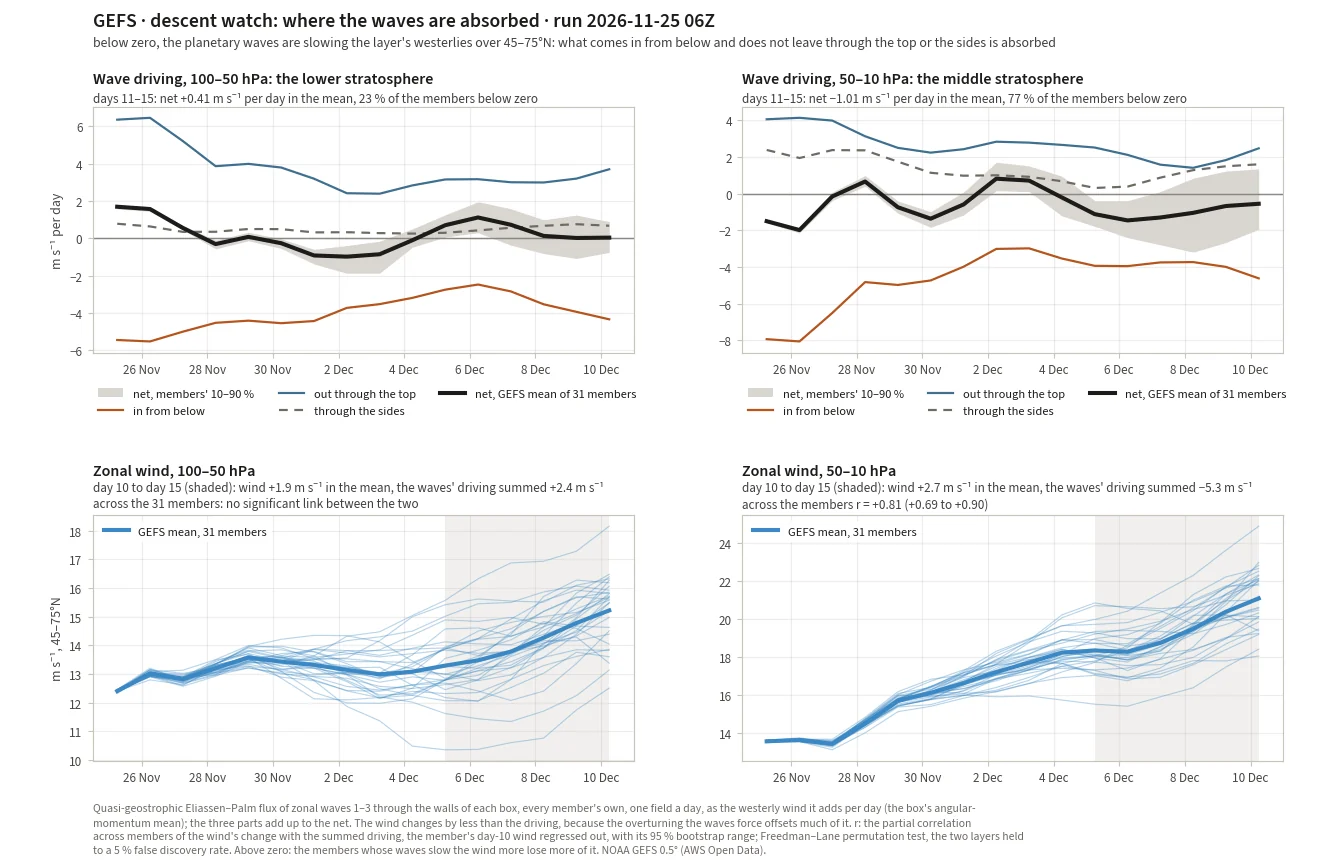 GEFS · descent watch: where the waves are absorbed · run 2026-11-25 06Z
below zero, the planetary waves are slowing the layer's westerlies over 45–75°N: what comes in from below and does not leave through the top or the sides is absorbed
Wave driving, 100–50 hPa: the lower stratosphere
days 11–15: net +0.41 m s⁻¹ per day in the mean, 23 % of the members below zero
6
4
2
0
−2
−4
−6
m s⁻¹ per day
26 Nov
28 Nov
30 Nov
2 Dec
4 Dec
6 Dec
8 Dec
10 Dec
net, members' 10–90 %
out through the top
net, GEFS mean of 31 members
in from below
through the sides
Wave driving, 50–10 hPa: the middle stratosphere
days 11–15: net −1.01 m s⁻¹ per day in the mean, 77 % of the members below zero
4
2
0
−2
−4
−6
−8
26 Nov
28 Nov
30 Nov
2 Dec
4 Dec
6 Dec
8 Dec
10 Dec
net, members' 10–90 %
out through the top
net, GEFS mean of 31 members
in from below
through the sides
Zonal wind, 100–50 hPa
day 10 to day 15 (shaded): wind +1.9 m s⁻¹ in the mean, the waves' driving summed +2.4 m s⁻¹
across the 31 members: no significant link between the two
GEFS mean, 31 members
18
17
16
15
14
13
12
11
10
m s⁻¹, 45–75°N
26 Nov
28 Nov
30 Nov
2 Dec
4 Dec
6 Dec
8 Dec
10 Dec
Zonal wind, 50–10 hPa
day 10 to day 15 (shaded): wind +2.7 m s⁻¹ in the mean, the waves' driving summed −5.3 m s⁻¹
across the members r = +0.81 (+0.69 to +0.90)
GEFS mean, 31 members
24
22
20
18
16
14
26 Nov
28 Nov
30 Nov
2 Dec
4 Dec
6 Dec
8 Dec
10 Dec
Quasi-geostrophic Eliassen–Palm flux of zonal waves 1–3 through the walls of each box, every member's own, one field a day, as the westerly wind it adds per day (the box's angular-
momentum mean); the three parts add up to the net. The wind changes by less than the driving, because the overturning the waves force offsets much of it. r: the partial correlation
across members of the wind's change with the summed driving, the member's day-10 wind regressed out, with its 95 % bootstrap range; Freedman–Lane permutation test, the two layers held
to a 5 % false discovery rate. Above zero: the members whose waves slow the wind more lose more of it. NOAA GEFS 0.5° (AWS Open Data).